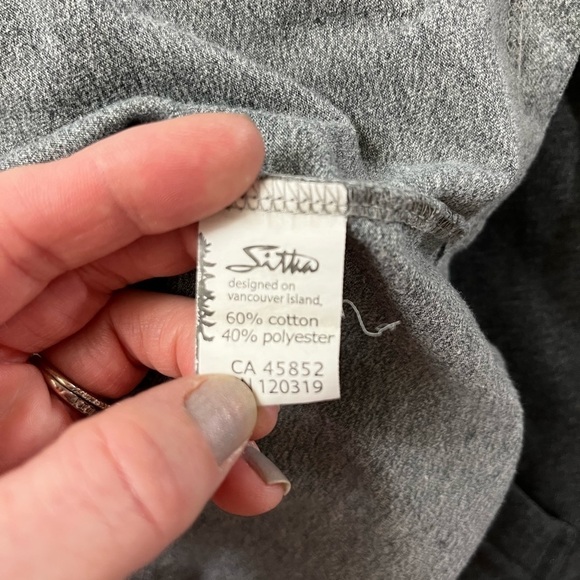 Sitka
designed on
vancouver island.
60% cotton
40% polyester
CA 45852
N 120319